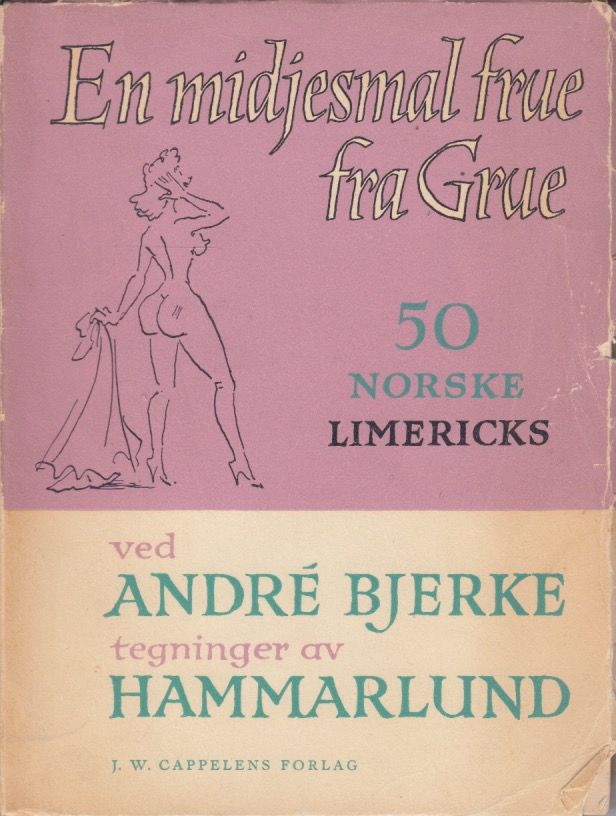 En midjesmal frue
fra Grue
50
NORSKE
LIMERICKS
ved
ANDRÉ BJERKE
tegninger av
HAMMARLUND
J. W. CAPPELENS FORLAG